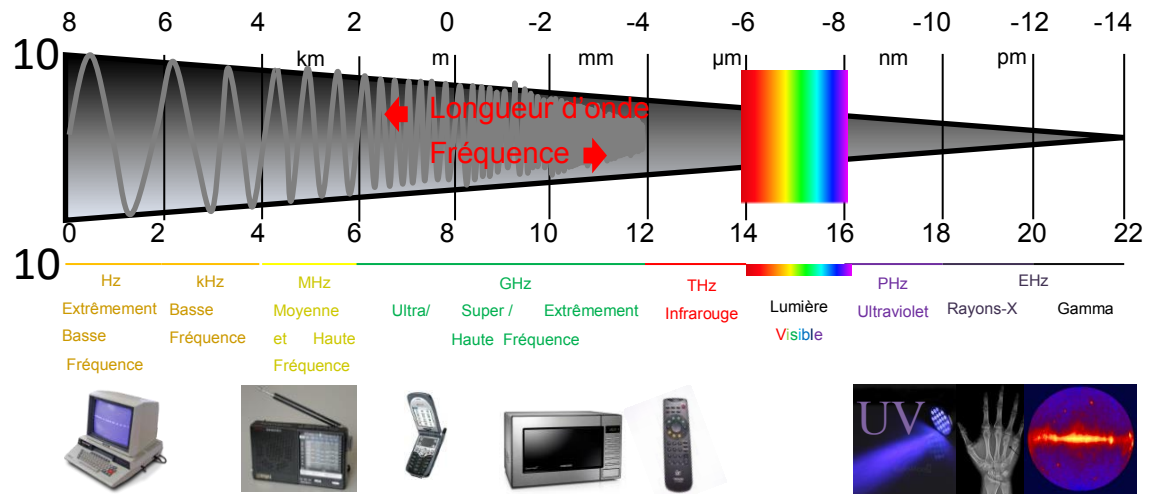 8 6 4 2 0 -2 -4 -6 -8 -10 -12 -14
10
km m mm µm nm pm
Longueur d'onde
Fréquence
0 2 4 6 8 10 12 14 16 18 20 22
10
Hz kHz MHz GHz THz PHz EHz
Extrêmement Basse Moyenne Ultra/ Super / Extrêmement Infrarouge Lumière Ultraviolet Rayons-X Gamma
Basse Fréquence et Haute Haute Fréquence Visible
Fréquence Fréquence
UV